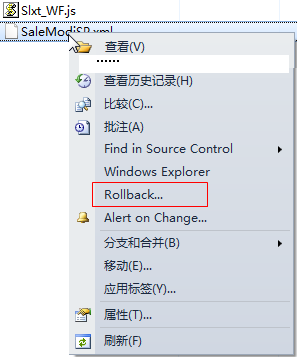 Slxt_WF.js
SaleModiSP.xml
查看(V)
······
查看历史记录(H)
比较(C)...
批注(A)
Find in Source Control
Windows Explorer
Rollback...
Alert on Change...
分支和合并(B)
移动(E)...
应用标签(Y)...
属性(T)...
刷新(F)